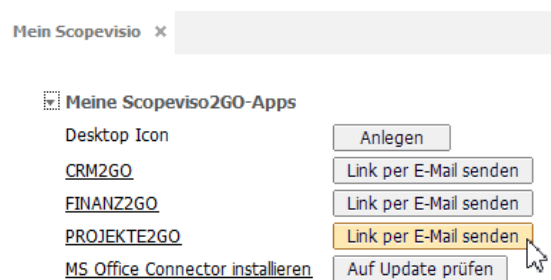 Mein Scopevisio ×
Meine Scopeviso2GO-Apps
Desktop Icon Anlegen
CRM2GO Link per E-Mail senden
FINANZ2GO Link per E-Mail senden
PROJEKTE2GO Link per E-Mail senden
MS Office Connector installieren Auf Update prüfen